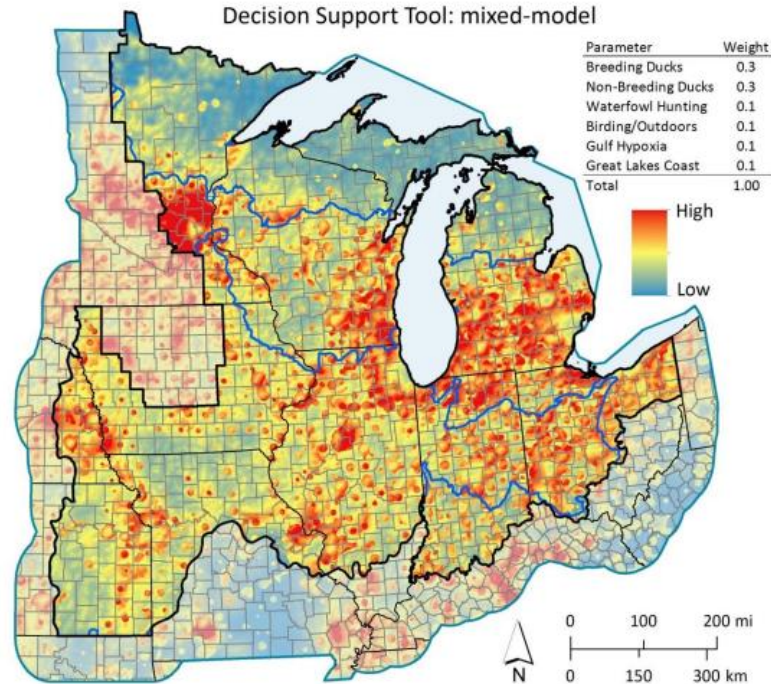 Decision Support Tool: mixed-model
Parameter Weight
Breeding Ducks 0.3
Non-Breeding Ducks 0.3
Waterfowl Hunting 0.1
Birding/Outdoors 0.1
Gulf Hypoxia 0.1
Great Lakes Coast 0.1
Total 1.00
High
Low
0 100 200 mi
N
0 150 300 km